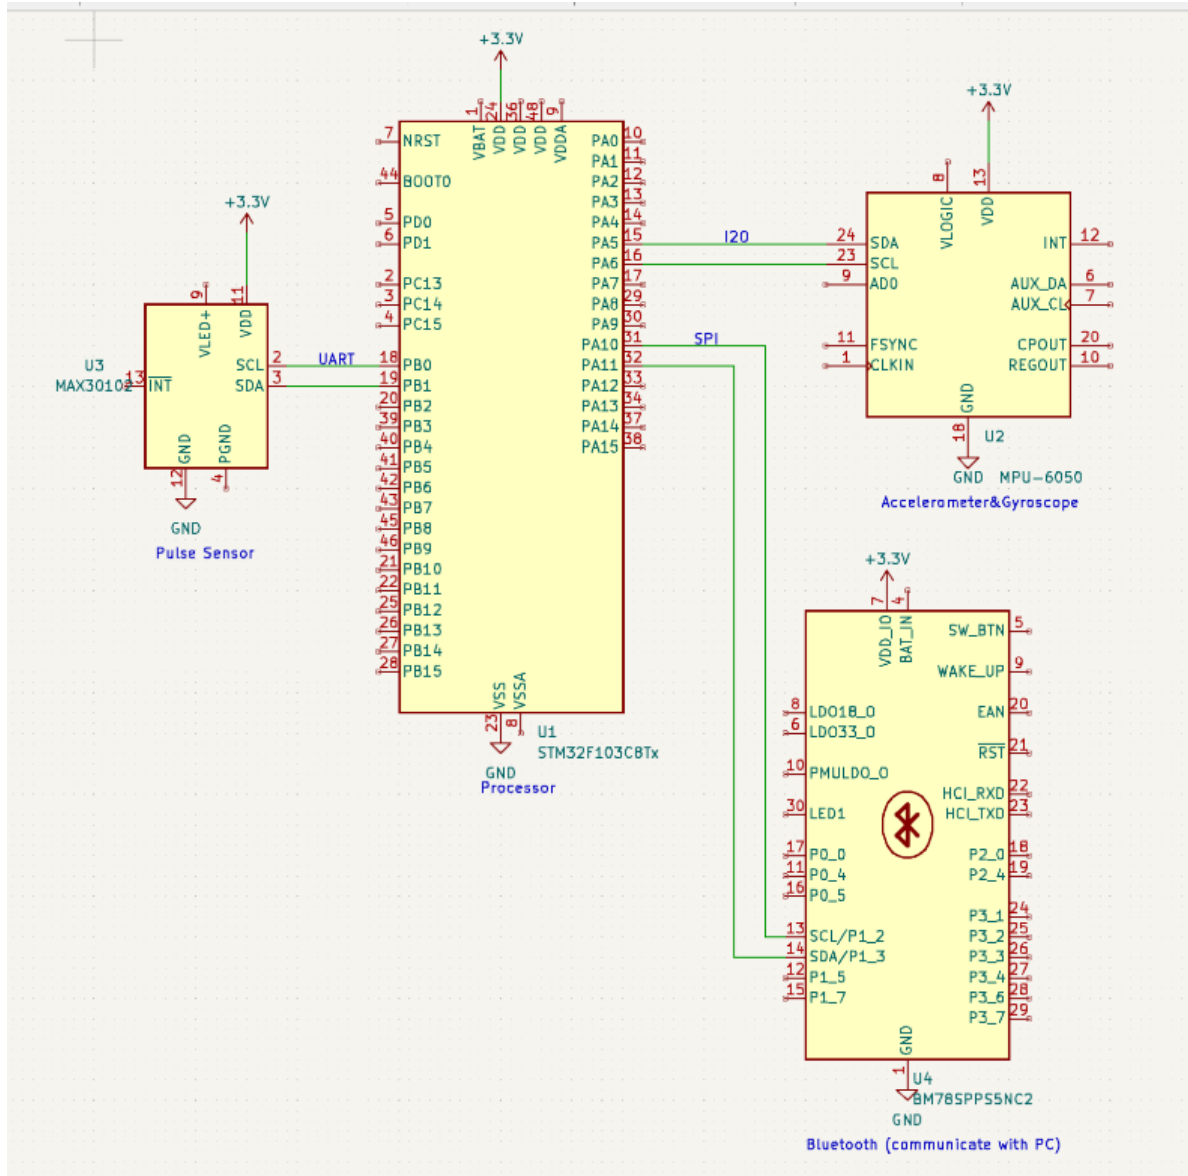 +3.3V
1
24
36
48
9
VBAT
VDD
VDD
VDD
VDDA
7 NRST
44 BOOT0
5 PD0
6 PD1
2 PC13
3 PC14
4 PC15
18 PB0
19 PB1
20 PB2
39 PB3
40 PB4
41 PB5
42 PB6
43 PB7
45 PB8
46 PB9
21 PB10
22 PB11
25 PB12
26 PB13
27 PB14
28 PB15
PA0 10
PA1 11
PA2 12
PA3 13
PA4 14
PA5 15
PA6 16
PA7 17
PA8 29
PA9 30
PA10 31
PA11 32
PA12 33
PA13 34
PA14 37
PA15 38
VSS
VSSA
23
8
U1
STM32F103C8Tx
GND
Processor
+3.3V
9
11
VLED+
VDD
U3
MAX30102
13 INT
SCL 2
SDA 3
UART
GND
PGND
12
4
GND
Pulse Sensor
I2O
SPI
+3.3V
8
13
VLOGIC
VDD
24 SDA
23 SCL
9 AD0
11 FSYNC
1 CLKIN
INT 12
AUX_DA 6
AUX_CL 7
CPOUT 20
REGOUT 10
GND
18
U2
GND MPU-6050
Accelerometer&Gyroscope
+3.3V
7
4
VDD_IO
BAT_IN
8 LDO18_O
6 LDO33_O
10 PMULDO_O
30 LED1
17 P0_0
11 P0_4
16 P0_5
13 SCL/P1_2
14 SDA/P1_3
12 P1_5
15 P1_7
SW_BTN 5
WAKE_UP 9
EAN 20
RST 21
HCI_RXD 22
HCI_TXD 23
P2_0 18
P2_4 19
P3_1 24
P3_2 25
P3_3 26
P3_4 27
P3_6 28
P3_7 29
GND
1
U4
BM78SPPS5NC2
GND
Bluetooth (communicate with PC)